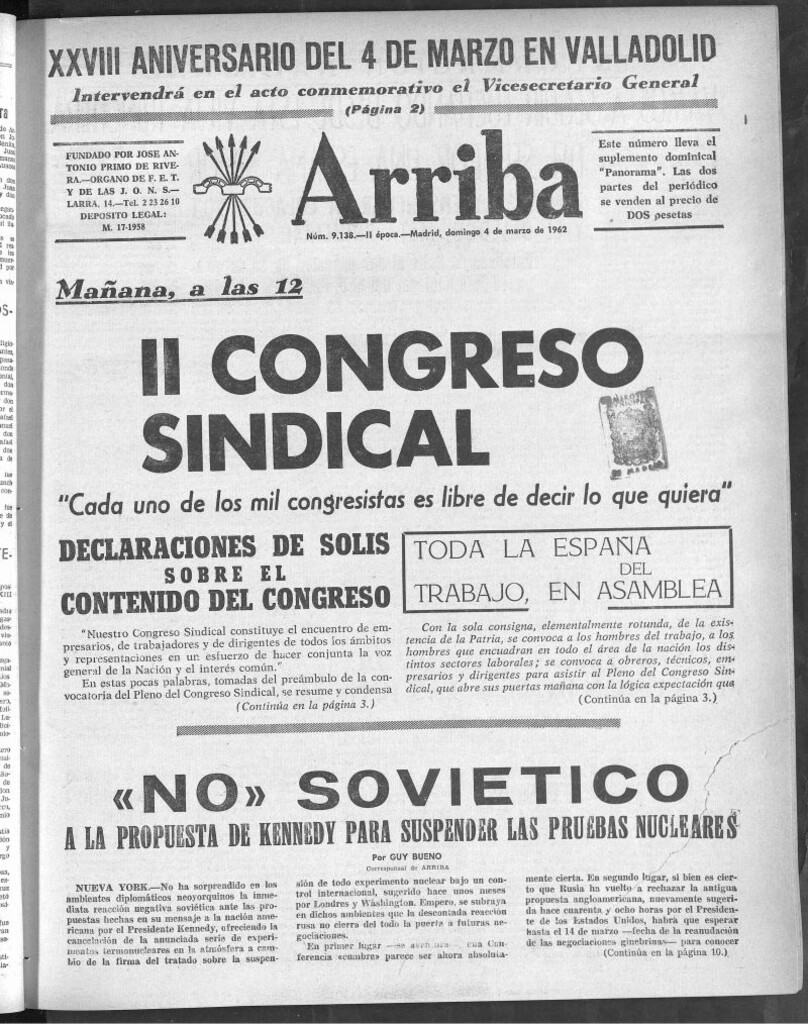 XXVIII ANIVERSARIO DEL 4 DE MARZO EN VALLADOLID
Intervendrá en el acto conmemorativo el Vicesecretario General
(Página 2)
FUNDADO POR JOSE AN-
TONIO PRIMO DE RIVE-
RA.—ORGANO DE F. E. T.
Y DE LAS J. O. N. S.—
LARRA, 14.—Tel. 2 23 26 10
DEPOSITO LEGAL:
M. 17-1958
Arriba
Núm. 9.138.—II época.—Madrid, domingo 4 de marzo de 1962
Este número lleva el
suplemento dominical
"Panorama". Las dos
partes del periódico
se venden al precio de
DOS pesetas
Mañana, a las 12
II CONGRESO
SINDICAL
"Cada uno de los mil congresistas es libre de decir lo que quiera"
DECLARACIONES DE SOLIS
SOBRE EL
CONTENIDO DEL CONGRESO
"Nuestro Congreso Sindical constituye el encuentro de em-
presarios, de trabajadores y de dirigentes de todos los ámbitos
y representaciones en un esfuerzo de hacer conjunta la voz
general de la Nación y el interés común."
En estas pocas palabras, tomadas del preámbulo de la con-
vocatoria del Pleno del Congreso Sindical, se resume y condensa
(Continúa en la página 3.)
TODA LA ESPAÑA
DEL
TRABAJO, EN ASAMBLEA
Con la sola consigna, elementalmente rotunda, de la exis-
tencia de la Patria, se convoca a los hombres del trabajo, a los
hombres que encuadran en todo el área de la nación los dis-
tintos sectores laborales; se convoca a obreros, técnicos, em-
presarios y dirigentes para asistir al Pleno del Congreso Sin-
dical, que abre sus puertas mañana con la lógica expectación que
(Continúa en la página 3.)
«NO» SOVIETICO
A LA PROPUESTA DE KENNEDY PARA SUSPENDER LAS PRUEBAS NUCLEARES
Por GUY BUENO
Corresponsal de ARRIBA
NUEVA YORK.—No ha sorprendido en los
ambientes diplomáticos neoyorquinos la inme-
diata reacción negativa soviética ante las pro-
puestas hechas en su mensaje a la nación ame-
ricana por el Presidente Kennedy, ofreciendo la
cancelación de la anunciada serie de experi-
mentos termonucleares en la atmósfera a cam-
bio de la firma del tratado sobre la suspen-
sión de todo experimento nuclear bajo un con-
trol internacional, sugerido hace unos meses
por Londres y Wáshington. Empero, se subraya
en dichos ambientes que la descontada reacción
rusa no cierra del todo la puerta a futuras ne-
gociaciones.
En primer lugar —se aventura— una Con-
ferencia «cumbre» parece ser ahora absoluta-
mente cierta. En segundo lugar, si bien es cier-
to que Rusia ha vuelto a rechazar la antigua
propuesta angloamericana, nuevamente sugeri-
da hace cuarenta y ocho horas por el Presiden-
te de los Estados Unidos, habrá que esperar
hasta el 14 de marzo —fecha de la reanudación
de las negociaciones ginebrinas— para conocer
(Continúa en la página 10.)